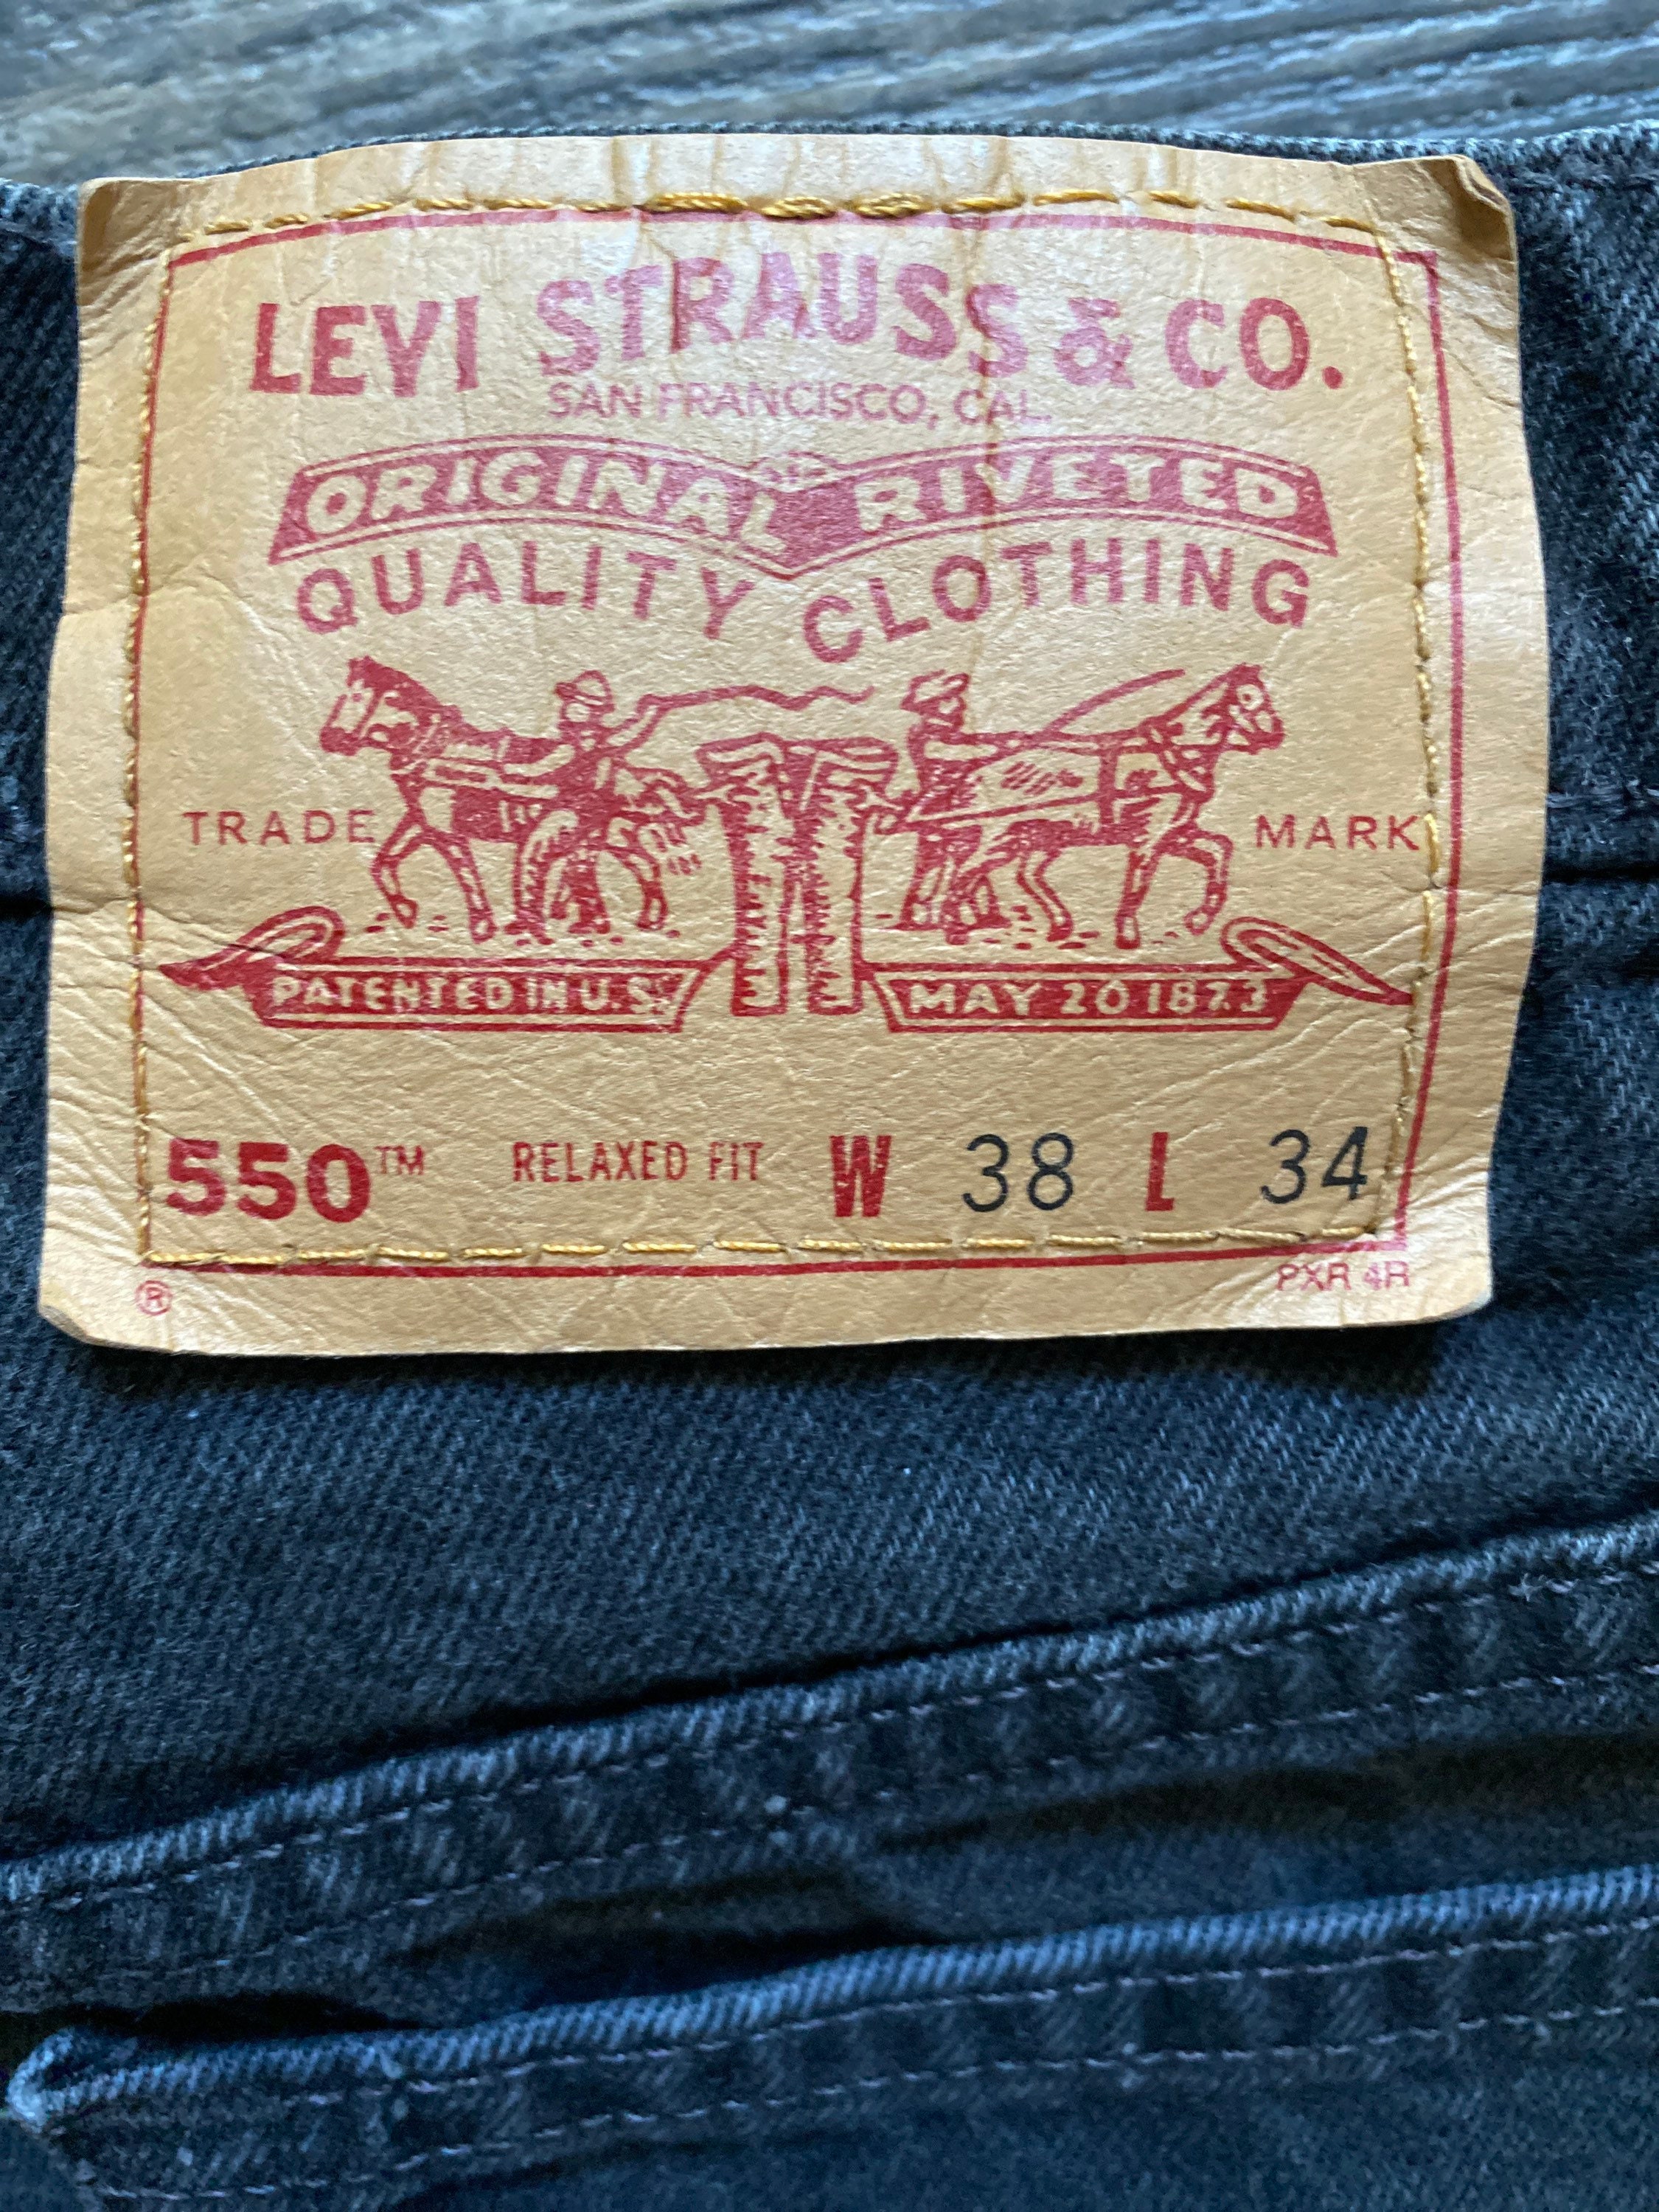 LEVI STRAUSS & CO.
SAN FRANCISCO, CAL.
ORIGINAL RIVETED
QUALITY CLOTHING
TRADE MARK
PATENTED IN U.S. MAY 20 1873
550™ RELAXED FIT W 38 L 34
® PXR 4R